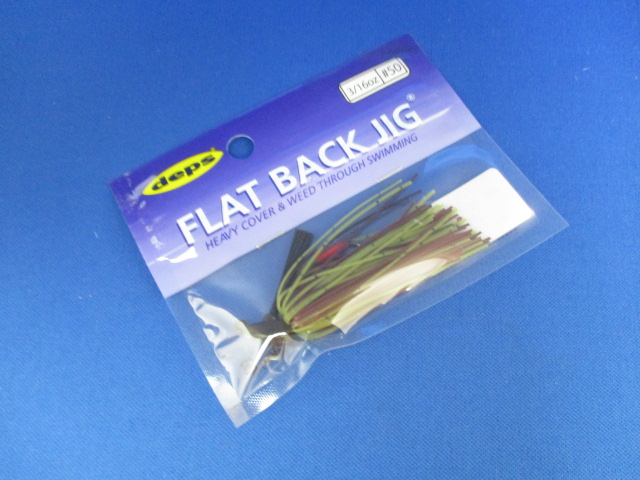 3/16oz #50
deps
FLAT BACK JIG®
HEAVY COVER & WEED THROUGH SWIMMING